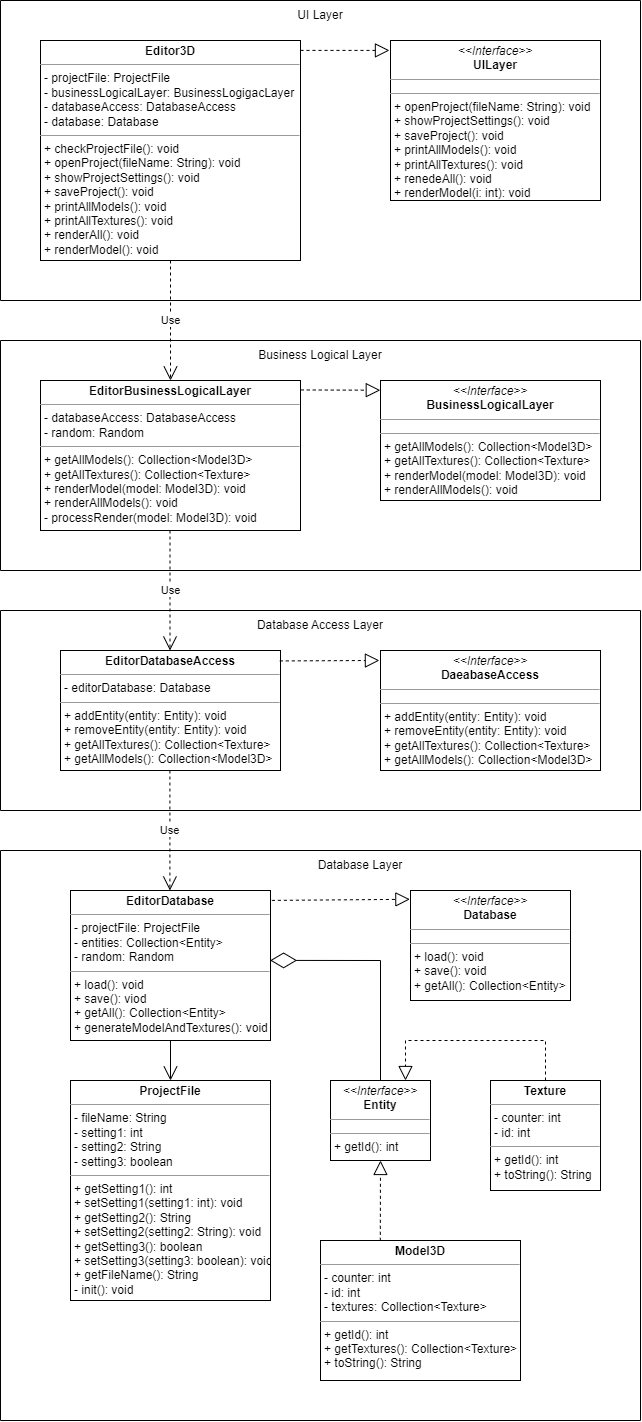 UI Layer
Editor3D
- projectFile: ProjectFile
- businessLogicalLayer: BusinessLogigacLayer
- databaseAccess: DatabaseAccess
- database: Database
+ checkProjectFile(): void
+ openProject(fileName: String): void
+ showProjectSettings(): void
+ saveProject(): void
+ printAllModels(): void
+ printAllTextures(): void
+ renderAll(): void
+ renderModel(): void
<<Interface>>
UILayer
+ openProject(fileName: String): void
+ showProjectSettings(): void
+ saveProject(): void
+ printAllModels(): void
+ printAllTextures(): void
+ renedeAll(): void
+ renderModel(i: int): void
Use
Business Logical Layer
EditorBusinessLogicalLayer
- databaseAccess: DatabaseAccess
- random: Random
+ getAllModels(): Collection<Model3D>
+ getAllTextures(): Collection<Texture>
+ renderModel(model: Model3D): void
+ renderAllModels(): void
- processRender(model: Model3D): void
<<Interface>>
BusinessLogicalLayer
+ getAllModels(): Collection<Model3D>
+ getAllTextures(): Collection<Texture>
+ renderModel(model: Model3D): void
+ renderAllModels(): void
Use
Database Access Layer
EditorDatabaseAccess
- editorDatabase: Database
+ addEntity(entity: Entity): void
+ removeEntity(entity: Entity): void
+ getAllTextures(): Collection<Texture>
+ getAllModels(): Collection<Model3D>
<<Interface>>
DaeabaseAccess
+ addEntity(entity: Entity): void
+ removeEntity(entity: Entity): void
+ getAllTextures(): Collection<Texture>
+ getAllModels(): Collection<Model3D>
Use
Database Layer
EditorDatabase
- projectFile: ProjectFile
- entities: Collection<Entity>
- random: Random
+ load(): void
+ save(): viod
+ getAll(): Collection<Entity>
+ generateModelAndTextures(): void
<<Interface>>
Database
+ load(): void
+ save(): void
+ getAll(): Collection<Entity>
ProjectFile
- fileName: String
- setting1: int
- setting2: String
- setting3: boolean
+ getSetting1(): int
+ setSetting1(setting1: int): void
+ getSetting2(): String
+ setSetting2(setting2: String): void
+ getSetting3(): boolean
+ setSetting3(setting3: boolean): void
+ getFileName(): String
- init(): void
<<Interface>>
Entity
+ getId(): int
Texture
- counter: int
- id: int
+ getId(): int
+ toString(): String
Model3D
- counter: int
- id: int
- textures: Collection<Texture>
+ getId(): int
+ getTextures(): Collection<Texture>
+ toString(): String